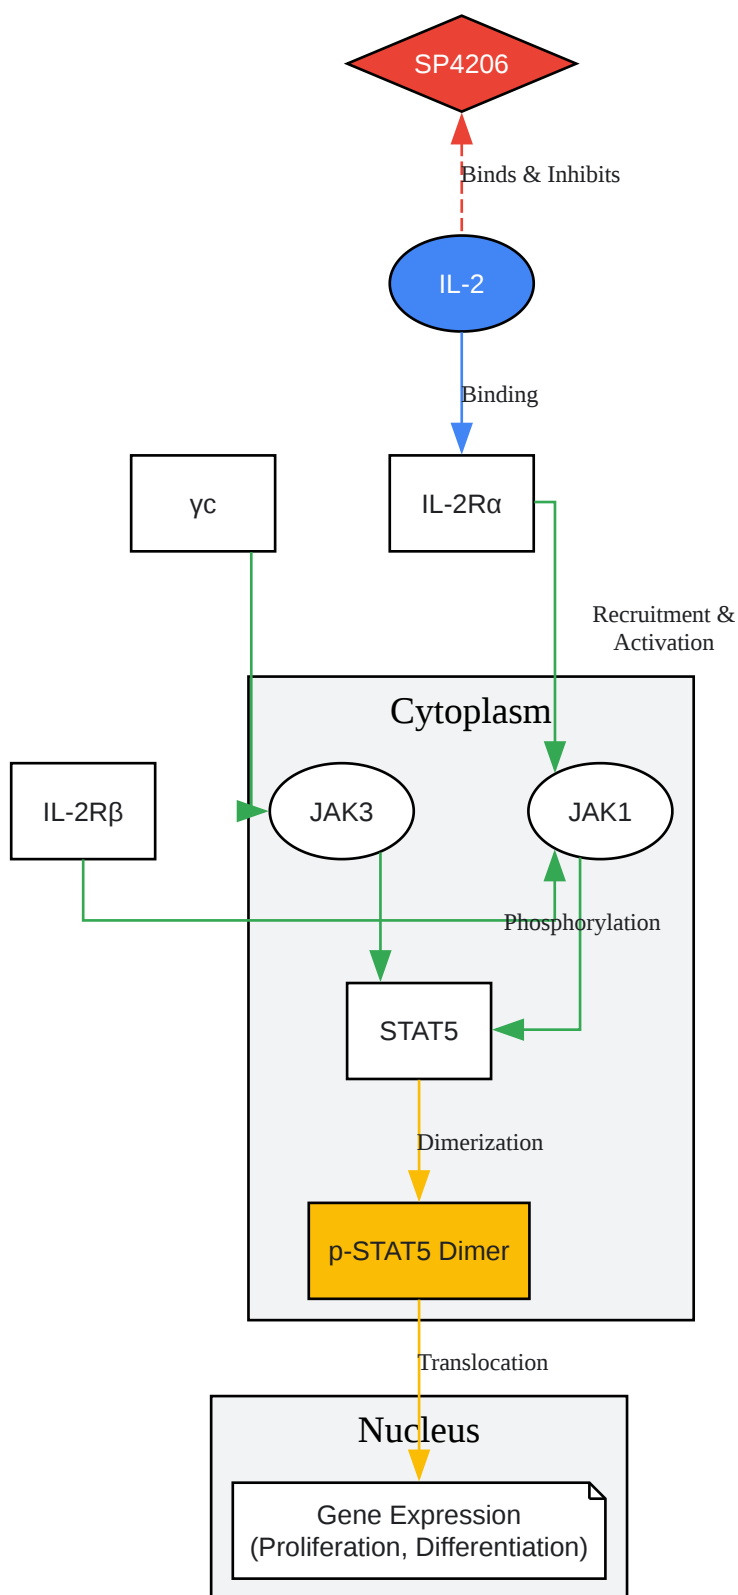 SP4206
Binds & Inhibits
IL-2
Binding
γc
IL-2Rα
Recruitment &
Activation
Cytoplasm
IL-2Rβ
JAK3
JAK1
Phosphorylation
STAT5
Dimerization
p-STAT5 Dimer
Translocation
Nucleus
Gene Expression
(Proliferation, Differentiation)